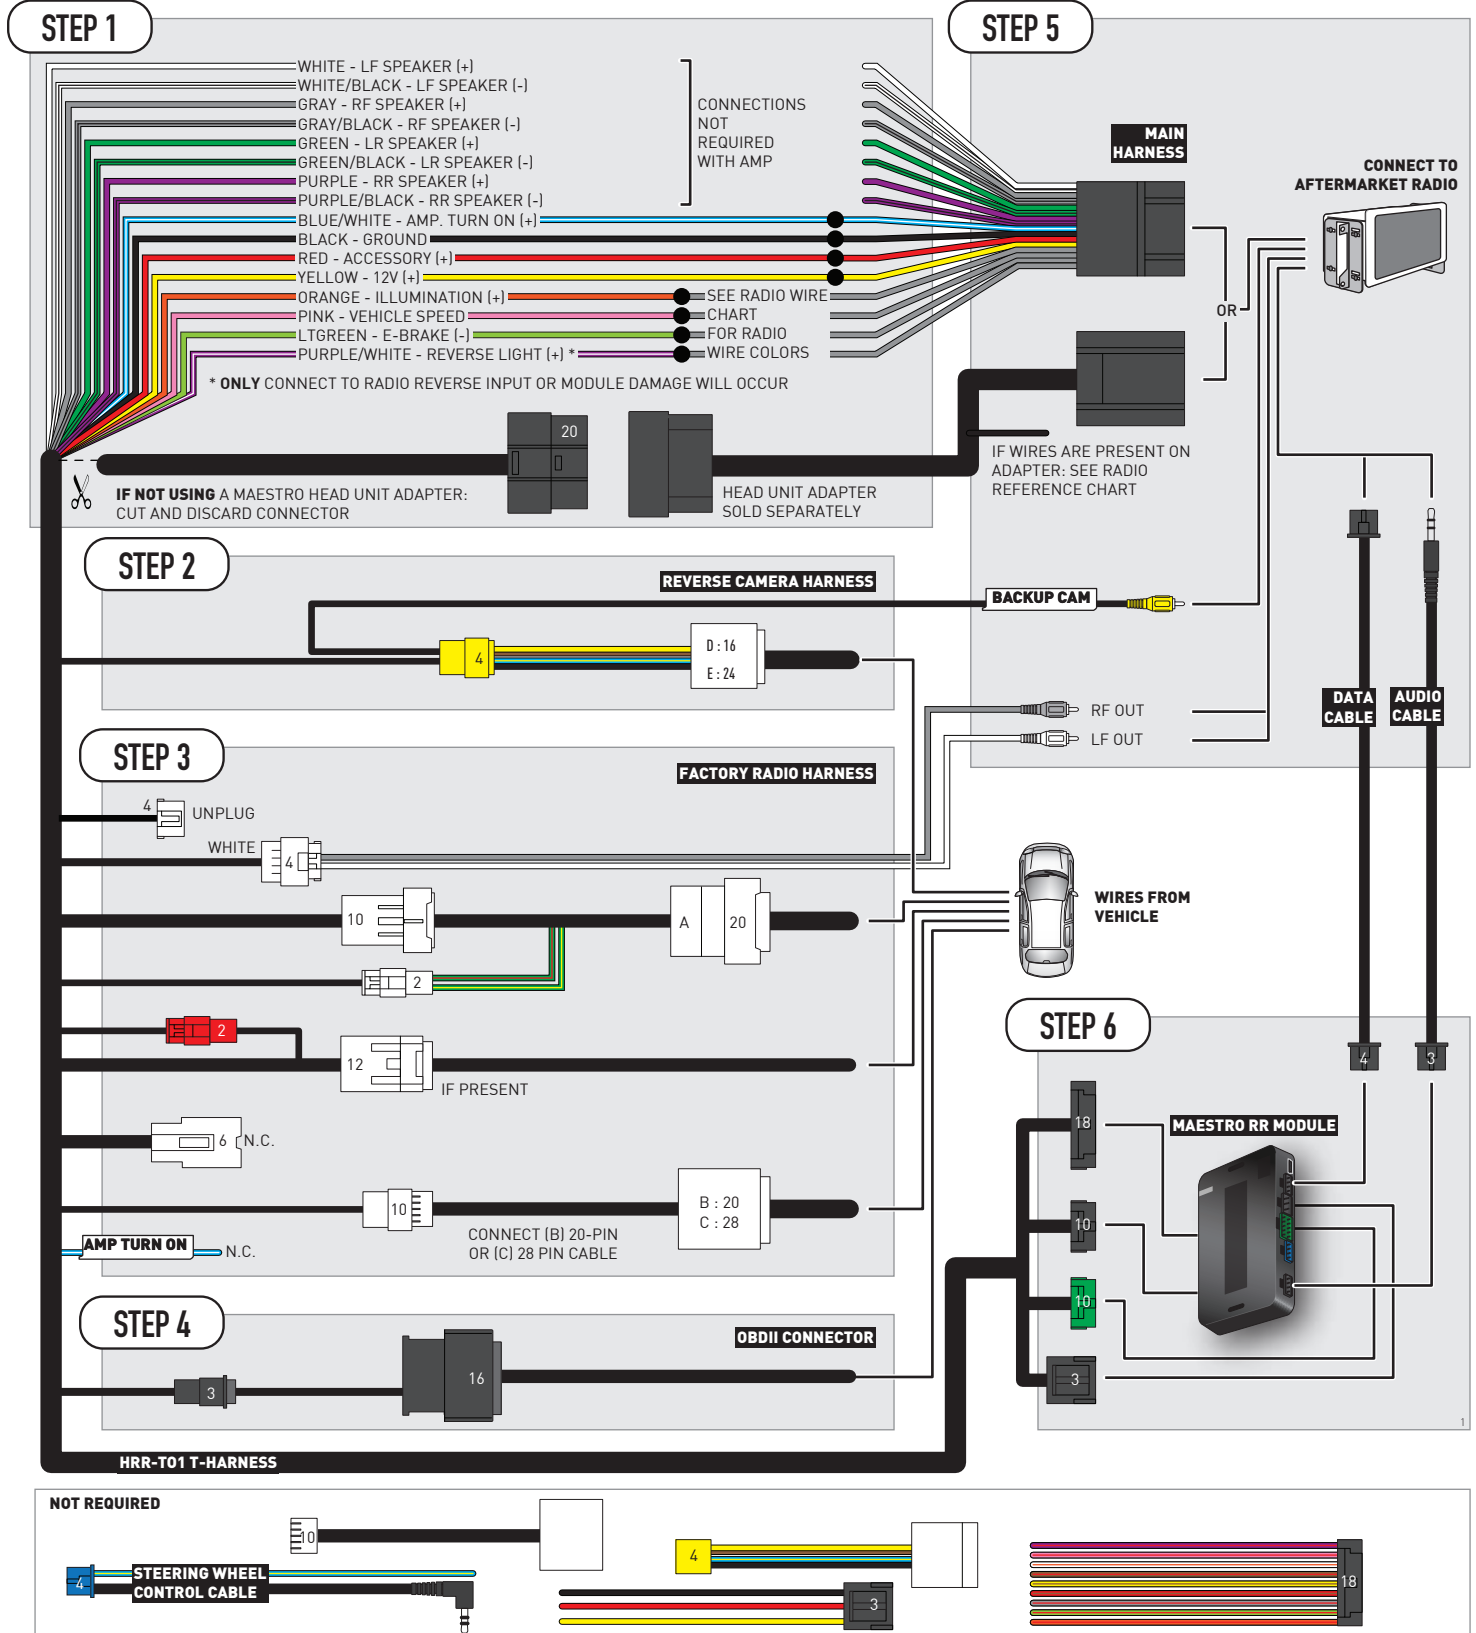 STEP 1
WHITE - LF SPEAKER (+)
WHITE/BLACK - LF SPEAKER (-)
GRAY - RF SPEAKER (+)
GRAY/BLACK - RF SPEAKER (-)
GREEN - LR SPEAKER (+)
GREEN/BLACK - LR SPEAKER (-)
PURPLE - RR SPEAKER (+)
PURPLE/BLACK - RR SPEAKER (-)
BLUE/WHITE - AMP. TURN ON (+)
BLACK - GROUND
RED - ACCESSORY (+)
YELLOW - 12V (+)
ORANGE - ILLUMINATION (+)
PINK - VEHICLE SPEED
LTGREEN - E-BRAKE (-)
PURPLE/WHITE - REVERSE LIGHT (+) *
CONNECTIONS
NOT
REQUIRED
WITH AMP
SEE RADIO WIRE
CHART
FOR RADIO
WIRE COLORS
* ONLY CONNECT TO RADIO REVERSE INPUT OR MODULE DAMAGE WILL OCCUR
20
IF NOT USING A MAESTRO HEAD UNIT ADAPTER:
CUT AND DISCARD CONNECTOR
HEAD UNIT ADAPTER
SOLD SEPARATELY
STEP 5
MAIN
HARNESS
CONNECT TO
AFTERMARKET RADIO
OR
IF WIRES ARE PRESENT ON
ADAPTER: SEE RADIO
REFERENCE CHART
BACKUP CAM
RF OUT
LF OUT
DATA
CABLE
AUDIO
CABLE
STEP 2
REVERSE CAMERA HARNESS
4
D : 16
E : 24
STEP 3
FACTORY RADIO HARNESS
4
UNPLUG
WHITE
4
10
A
20
2
2
12
IF PRESENT
6
N.C.
10
B : 20
C : 28
CONNECT (B) 20-PIN
OR (C) 28 PIN CABLE
AMP TURN ON
N.C.
WIRES FROM
VEHICLE
STEP 4
OBDII CONNECTOR
3
16
HRR-TO1 T-HARNESS
STEP 6
4
3
18
MAESTRO RR MODULE
10
10
3
1
NOT REQUIRED
10
4
STEERING WHEEL
CONTROL CABLE
4
3
18